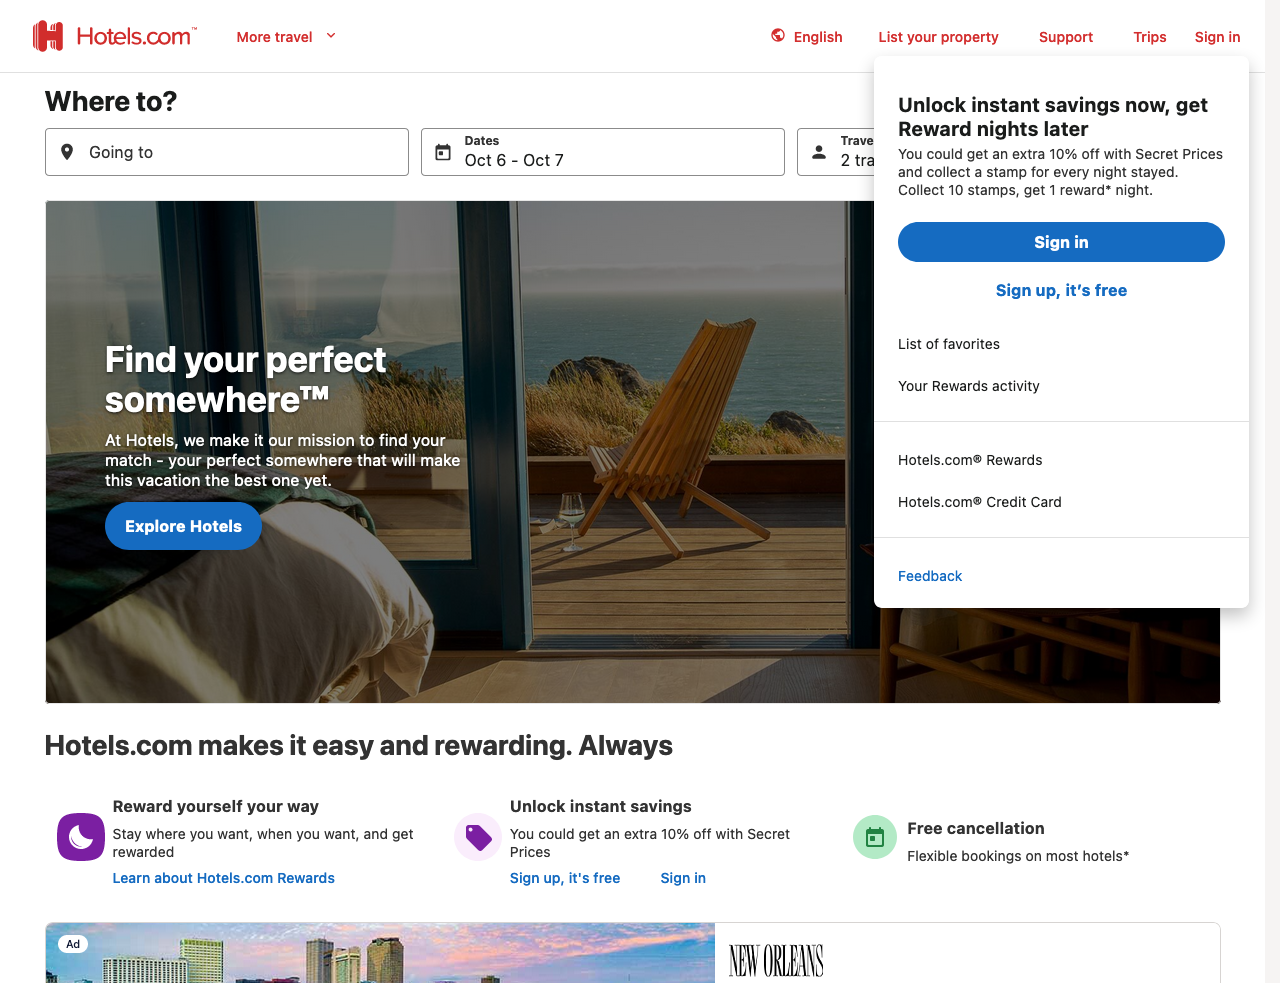 Hotels.com™
More travel
English
List your property
Support
Trips
Sign in
Where to?
Going to
Dates
Oct 6 - Oct 7
Trave
2 tra
Unlock instant savings now, get
Reward nights later
You could get an extra 10% off with Secret Prices
and collect a stamp for every night stayed.
Collect 10 stamps, get 1 reward* night.
Sign in
Sign up, it’s free
List of favorites
Your Rewards activity
Hotels.com® Rewards
Hotels.com® Credit Card
Feedback
Find your perfect
somewhere™
At Hotels, we make it our mission to find your
match - your perfect somewhere that will make
this vacation the best one yet.
Explore Hotels
Hotels.com makes it easy and rewarding. Always
Reward yourself your way
Stay where you want, when you want, and get
rewarded
Learn about Hotels.com Rewards
Unlock instant savings
You could get an extra 10% off with Secret
Prices
Sign up, it's free
Sign in
Free cancellation
Flexible bookings on most hotels*
Ad
NEW ORLEANS